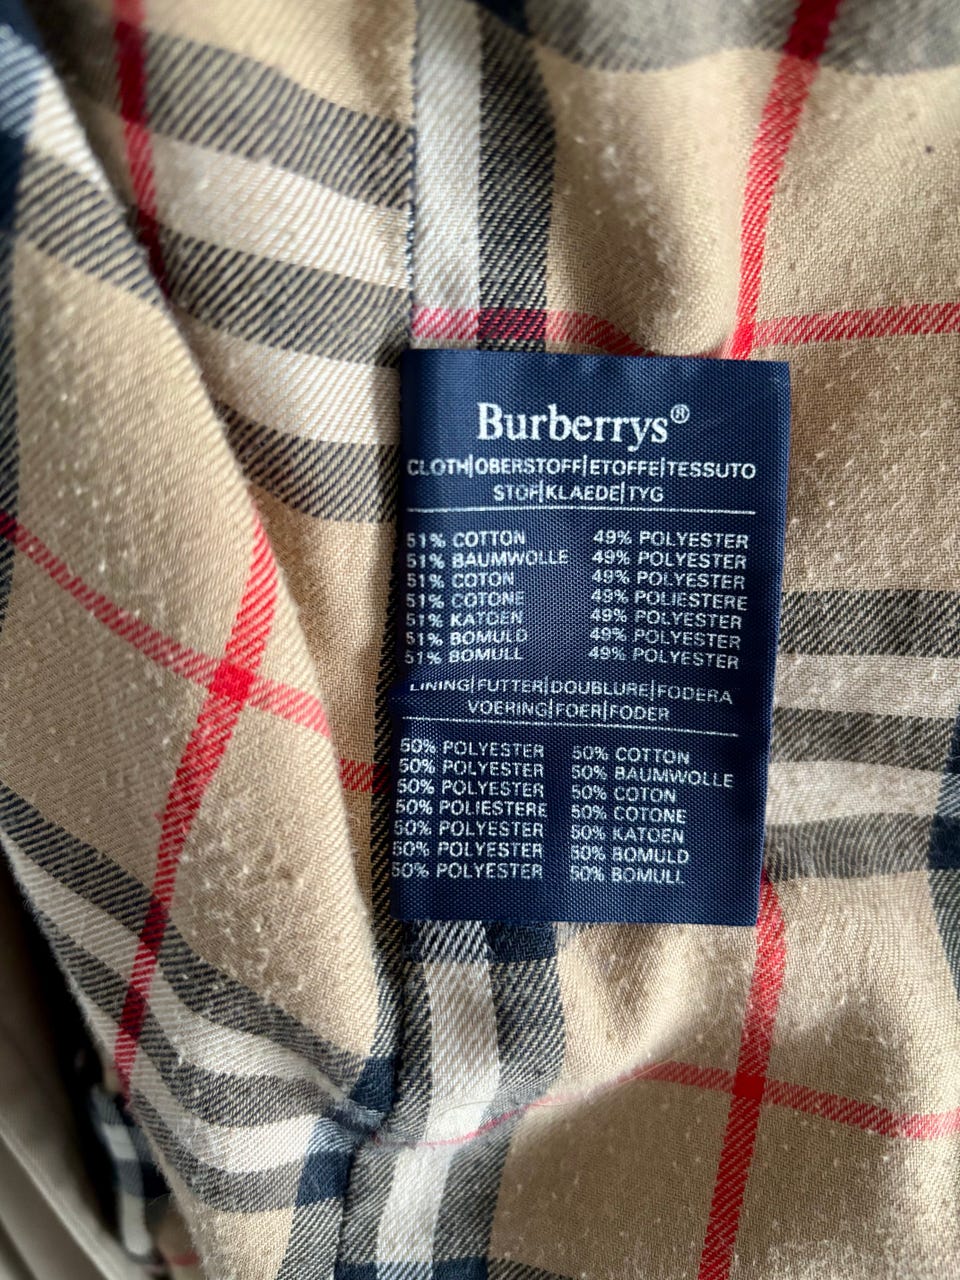 Burberrys®
CLOTH|OBERSTOFF|ETOFFE|TESSUTO
STOF|KLAEDE|TYG
51% COTTON 49% POLYESTER
51% BAUMWOLLE 49% POLYESTER
51% COTON 49% POLYESTER
51% COTONE 49% POLIESTERE
51% KATOEN 49% POLYESTER
51% BOMULD 49% POLYESTER
51% BOMULL 49% POLYESTER
LINING|FUTTER|DOUBLURE|FODERA
VOERING|FOER|FODER
50% POLYESTER 50% COTTON
50% POLYESTER 50% BAUMWOLLE
50% POLYESTER 50% COTON
50% POLIESTERE 50% COTONE
50% POLYESTER 50% KATOEN
50% POLYESTER 50% BOMULD
50% POLYESTER 50% BOMULL